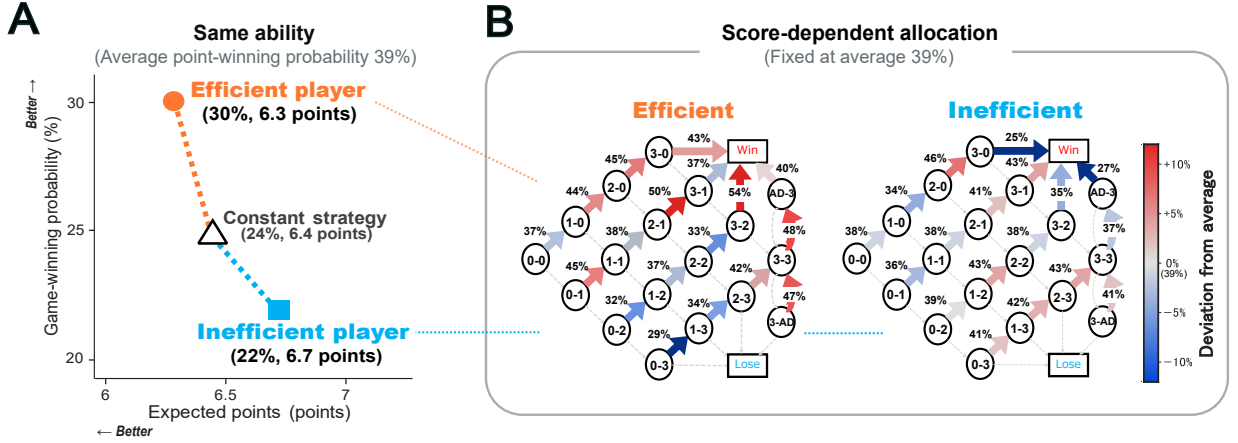 A
Same ability
(Average point-winning probability 39%)
Better →
Game-winning probability (%)
30
25
20
Efficient player
(30%, 6.3 points)
Constant strategy
(24%, 6.4 points)
Inefficient player
(22%, 6.7 points)
6
6.5
7
Expected points (points)
← Better
B
Score-dependent allocation
(Fixed at average 39%)
Efficient
3-0
43%
Win
45%
37%
40%
2-0
3-1
AD-3
44%
50%
54%
1-0
2-1
3-2
37%
38%
33%
48%
0-0
1-1
2-2
3-3
45%
37%
42%
47%
0-1
1-2
2-3
32%
34%
3-AD
0-2
1-3
29%
0-3
Lose
Inefficient
3-0
25%
Win
46%
43%
27%
2-0
3-1
AD-3
34%
41%
35%
1-0
2-1
3-2
38%
38%
38%
37%
0-0
1-1
2-2
3-3
36%
43%
43%
41%
0-1
1-2
2-3
39%
42%
3-AD
0-2
1-3
41%
0-3
Lose
+10%
+5%
0%
(39%)
−5%
−10%
Deviation from average